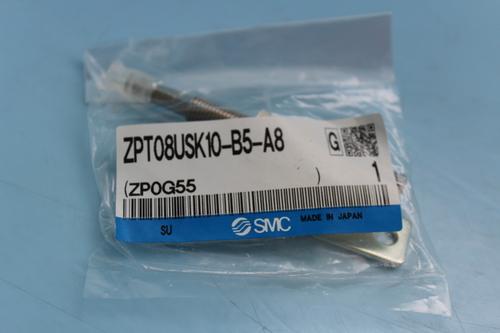 ZPT08USK10-B5-A8
G
(ZP0G55 )
1
SU
SMC
MADE IN JAPAN